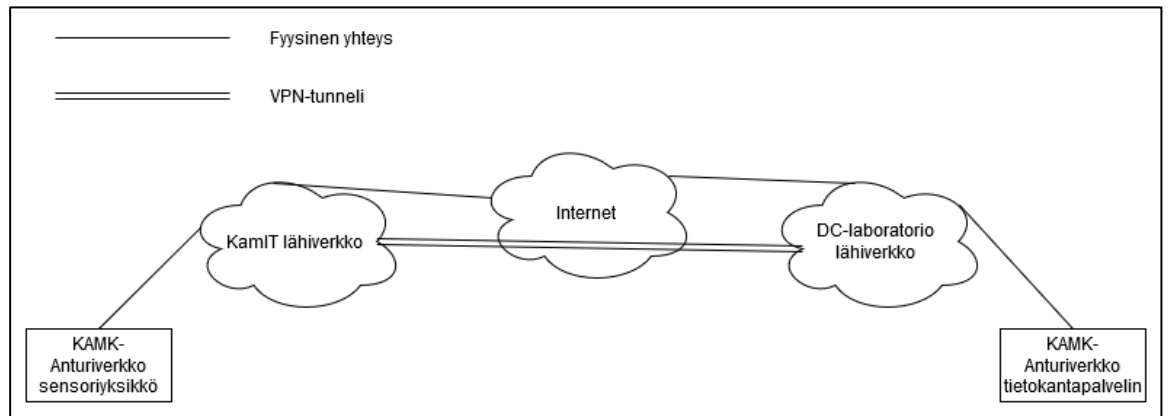 Fyysinen yhteys
VPN-tunneli
Internet
KamIT lähiverkko
DC-laboratorio
lähiverkko
KAMK-
Anturiverkko
sensoriyksikkö
KAMK-
Anturiverkko
tietokantapalvelin